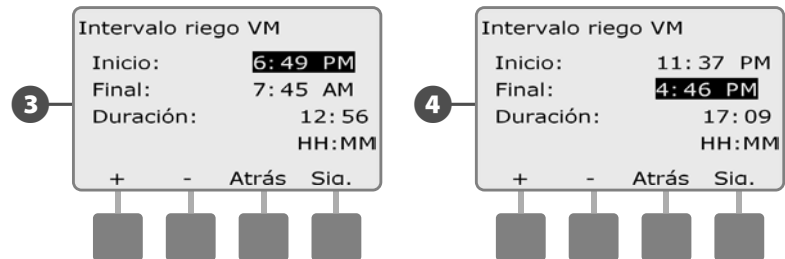 3
Intervalo riego VM
Inicio: 6:49 PM
Final: 7:45 AM
Duración: 12:56
HH:MM
+ - Atrás Sig.
4
Intervalo riego VM
Inicio: 11:37 PM
Final: 4:46 PM
Duración: 17:09
HH:MM
+ - Atrás Sig.